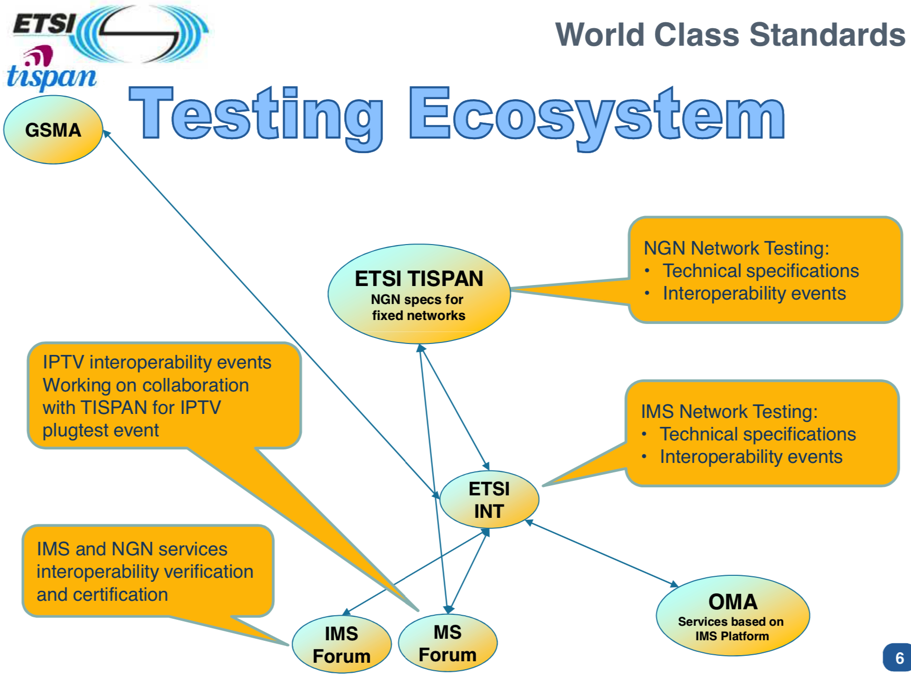 ETSI
tispan
World Class Standards
Testing Ecosystem
GSMA
ETSI TISPAN
NGN specs for
fixed networks
NGN Network Testing:
• Technical specifications
• Interoperability events
IPTV interoperability events
Working on collaboration
with TISPAN for IPTV
plugtest event
IMS Network Testing:
• Technical specifications
• Interoperability events
ETSI
INT
IMS and NGN services
interoperability verification
and certification
IMS
Forum
MS
Forum
OMA
Services based on
IMS Platform
6